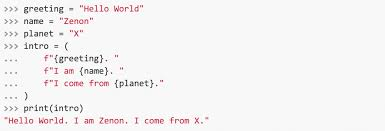 >>> greeting = "Hello World"
>>> name = "Zenon"
>>> planet = "X"
>>> intro = (
...     f"{greeting}. "
...     f"I am {name}. "
...     f"I come from {planet}."
... )
>>> print(intro)
"Hello World. I am Zenon. I come from X."